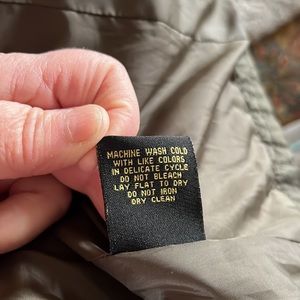 MACHINE WASH COLD
WITH LIKE COLORS
IN DELICATE CYCLE
DO NOT BLEACH
LAY FLAT TO DRY
DO NOT IRON
DRY CLEAN